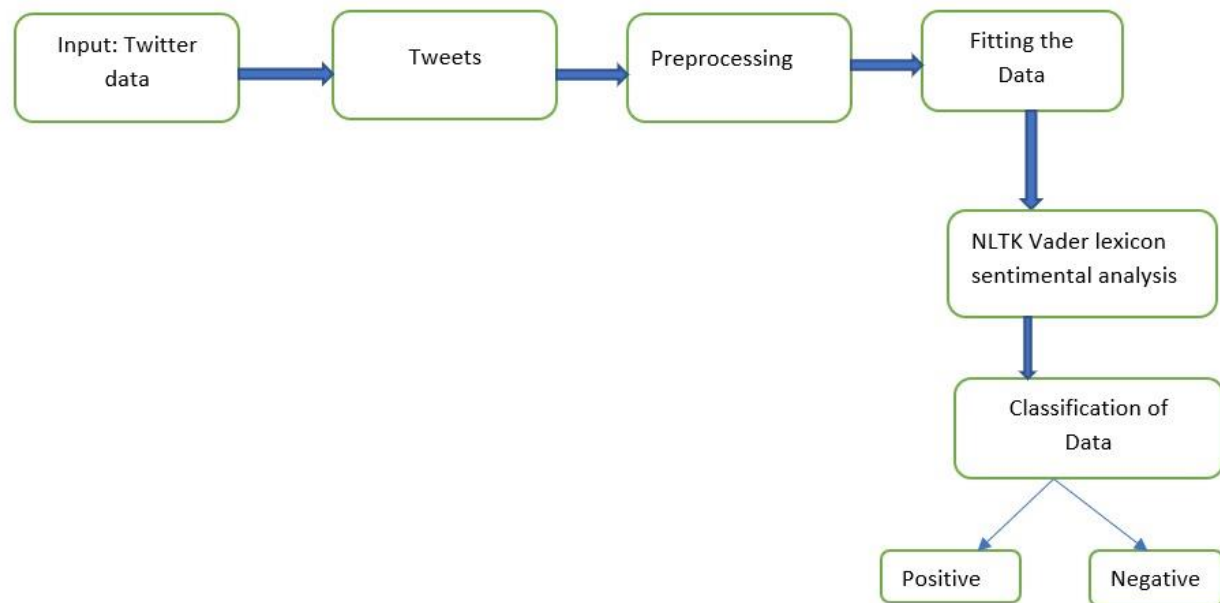 Input: Twitter
data
Tweets
Preprocessing
Fitting the
Data
NLTK Vader lexicon
sentimental analysis
Classification of
Data
Positive
Negative